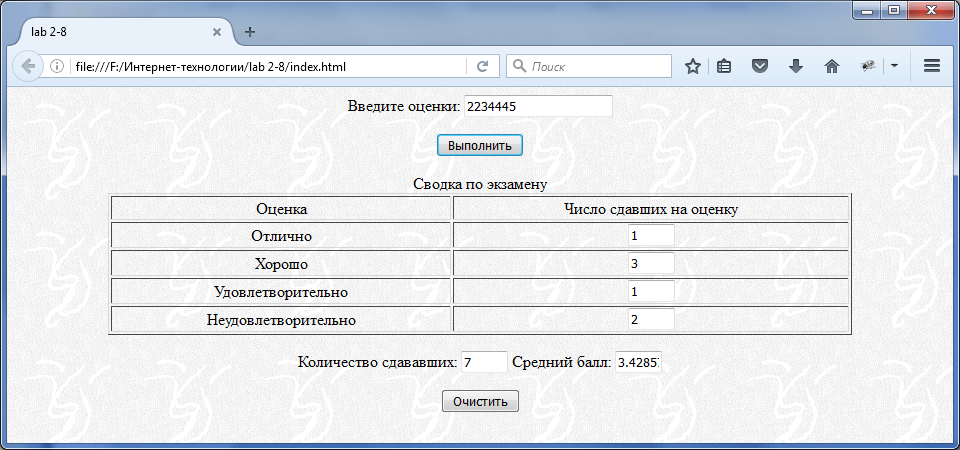 lab 2-8
file:///F:/Интернет-технологии/lab 2-8/index.html
Поиск
Введите оценки: 2234445
Выполнить
Сводка по экзамену
Оценка Число сдавших на оценку
Отлично 1
Хорошо 3
Удовлетворительно 1
Неудовлетворительно 2
Количество сдававших: 7 Средний балл: 3.4285
Очистить